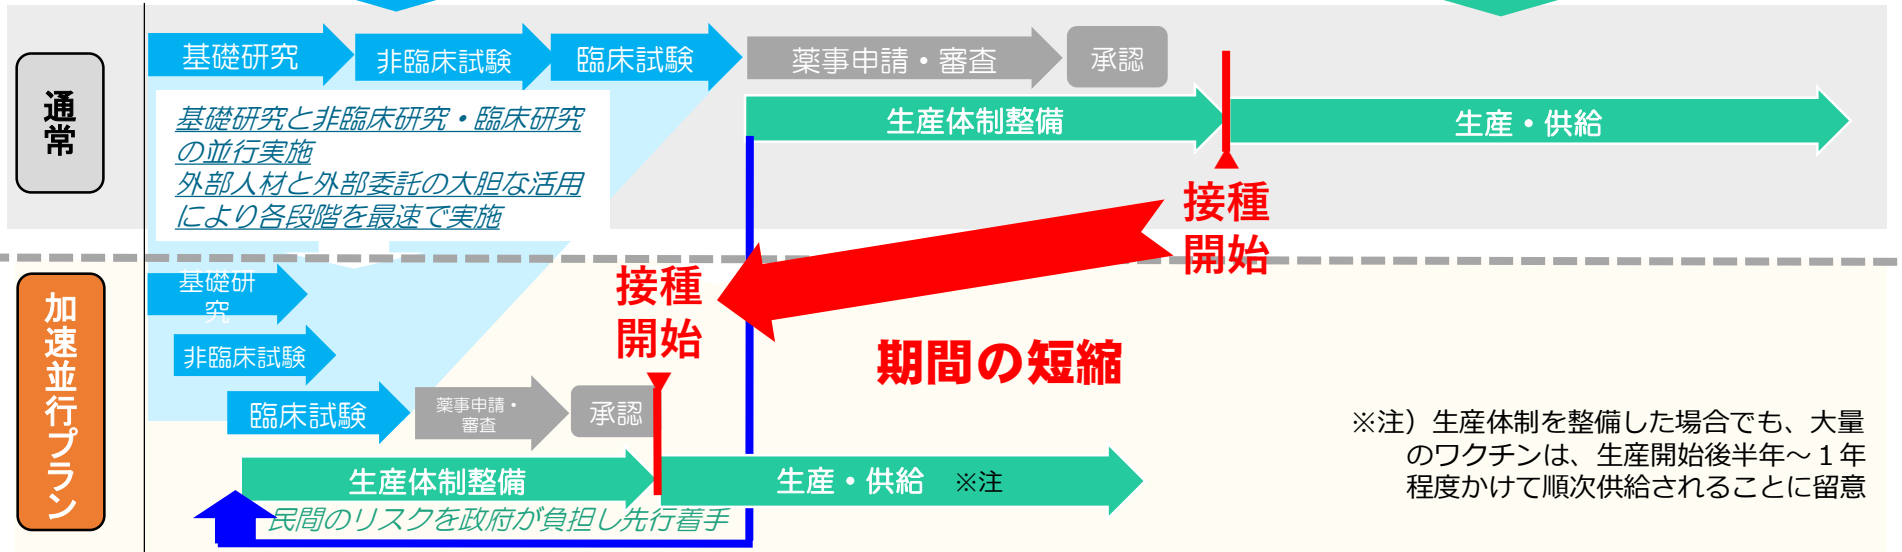 通常
基礎研究
非臨床試験
臨床試験
薬事申請・審査
承認
生産体制整備
生産・供給
基礎研究と非臨床研究・臨床研究
の並行実施
外部人材と外部委託の大胆な活用
により各段階を最速で実施
接種
開始
加速並行プラン
基礎研
究
非臨床試験
臨床試験
薬事申請・
審査
承認
接種
開始
期間の短縮
生産体制整備
生産・供給 ※注
民間のリスクを政府が負担し先行着手
※注）生産体制を整備した場合でも、大量
のワクチンは、生産開始後半年～１年
程度かけて順次供給されることに留意